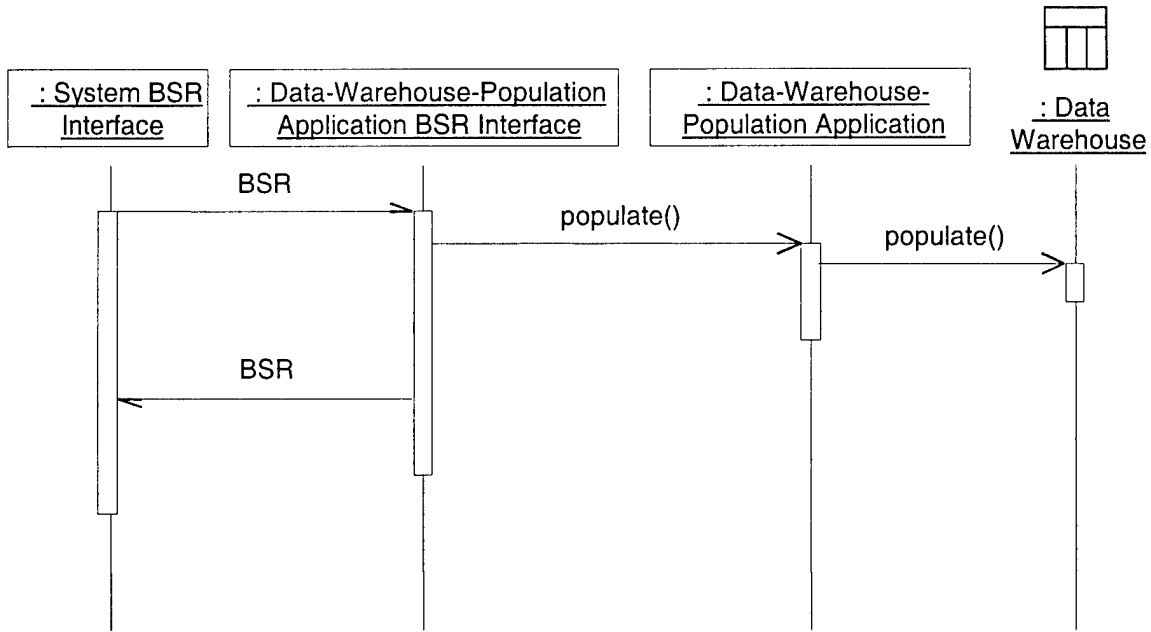 : System BSR
Interface
: Data-Warehouse-Population
Application BSR Interface
: Data-Warehouse-
Population Application
: Data
Warehouse
BSR
populate()
populate()
BSR